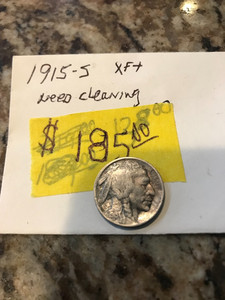 1915-S XF+
need cleaning
$ 185.00